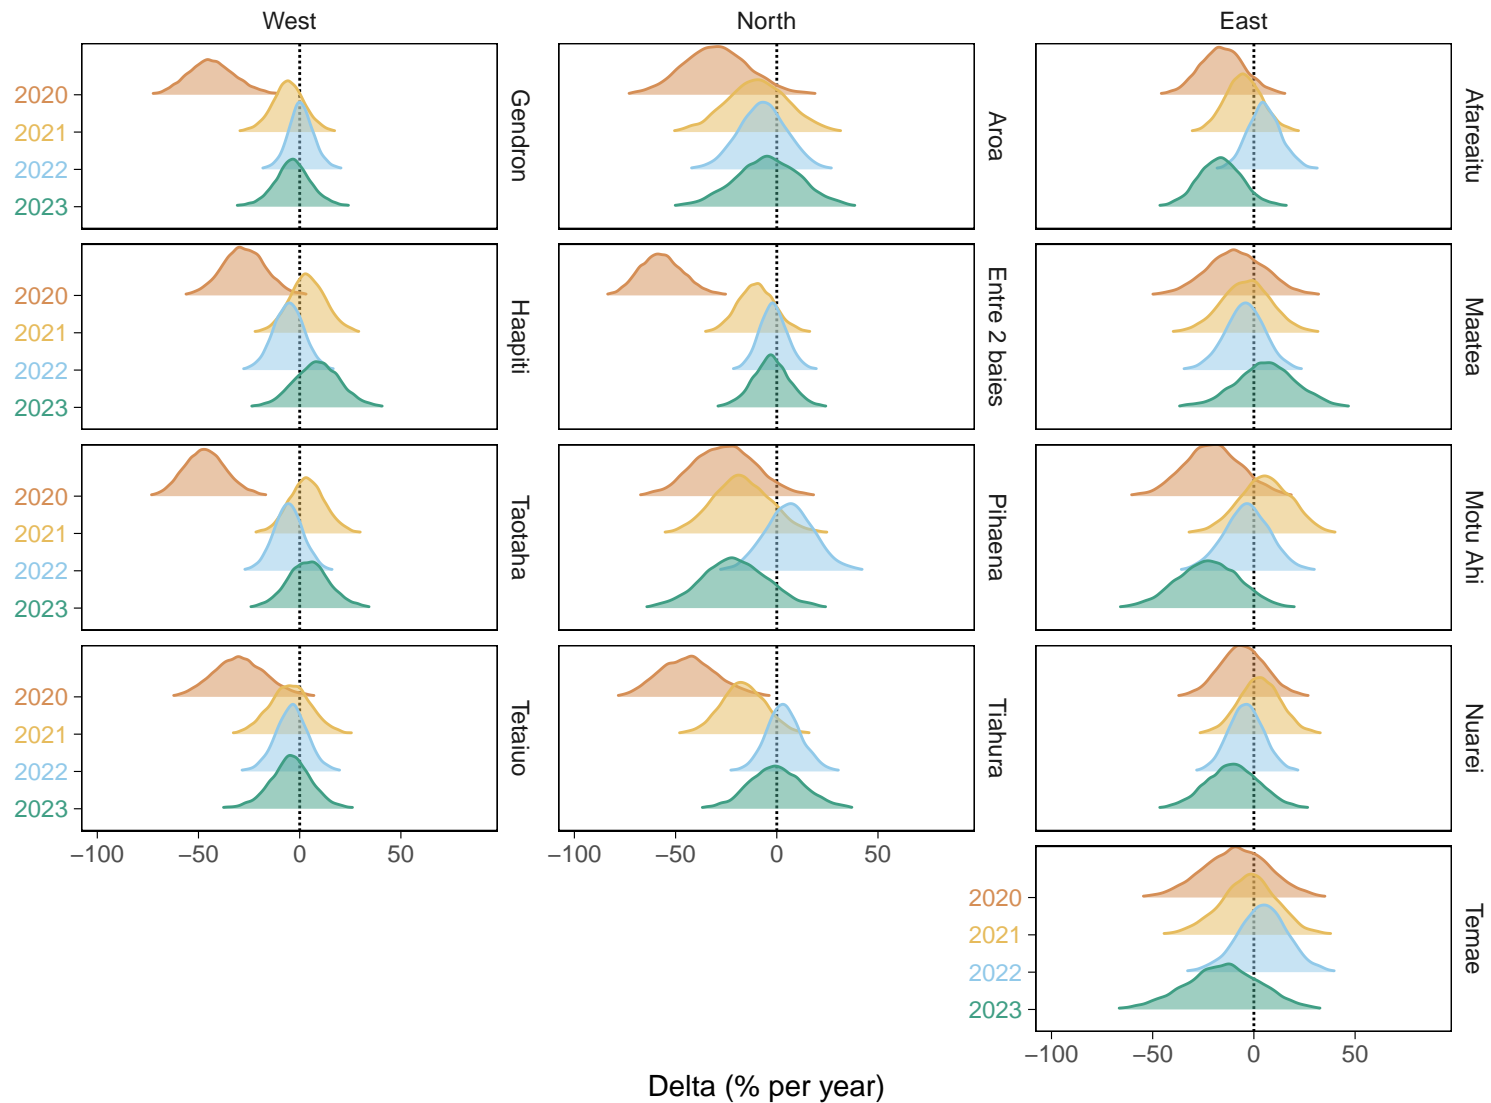 West
North
East
2020
2021
2022
2023
Gendron
Aroa
Afareaitu
2020
2021
2022
2023
Haapiti
Entre 2 baies
Maatea
2020
2021
2022
2023
Taotaha
Pihaena
Motu Ahi
2020
2021
2022
2023
Tetaiuo
Tiahura
Nuarei
−100 −50 0 50
−100 −50 0 50
2020
2021
2022
2023
Temae
−100 −50 0 50
Delta (% per year)